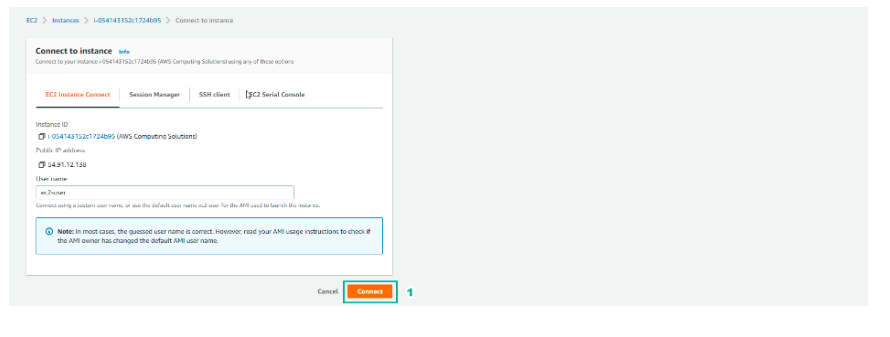 EC2 > Instances > i-054143152c1724b95 > Connect to instance
Connect to instance Info
Connect to your instance i-054143152c1724b95 (AWS Computing Solutions) using any of these options
EC2 Instance Connect Session Manager SSH client EC2 Serial Console
Instance ID
i-054143152c1724b95 (AWS Computing Solutions)
Public IP address
54.91.12.138
User name
ec2-user
Connect using a custom user name, or use the default user name ec2-user for the AMI used to launch the instance.
Note: In most cases, the guessed user name is correct. However, read your AMI usage instructions to check if
the AMI owner has changed the default AMI user name.
Cancel Connect 1